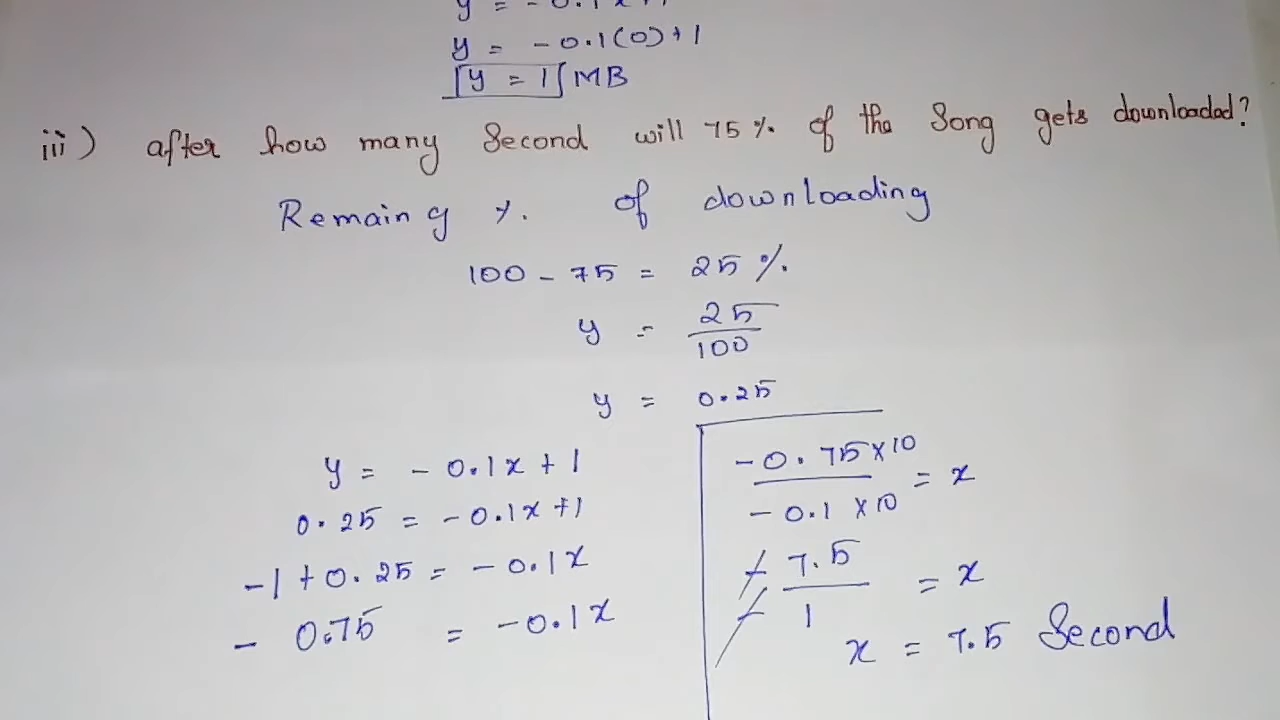 y = -0.1x+1
y = -0.1(0)+1
y = 1 MB
iii) after how many Second will 75% of the Song gets downloaded?
Remaing % of downloading
100 - 75 = 25 %
y = 25/100
y = 0.25
y = -0.1x + 1
0.25 = -0.1x +1
-1 + 0.25 = -0.1x
- 0.75 = -0.1x
-0.75 x10 / -0.1 x10 = x
-7.5 / -1 = x
x = 7.5 Second